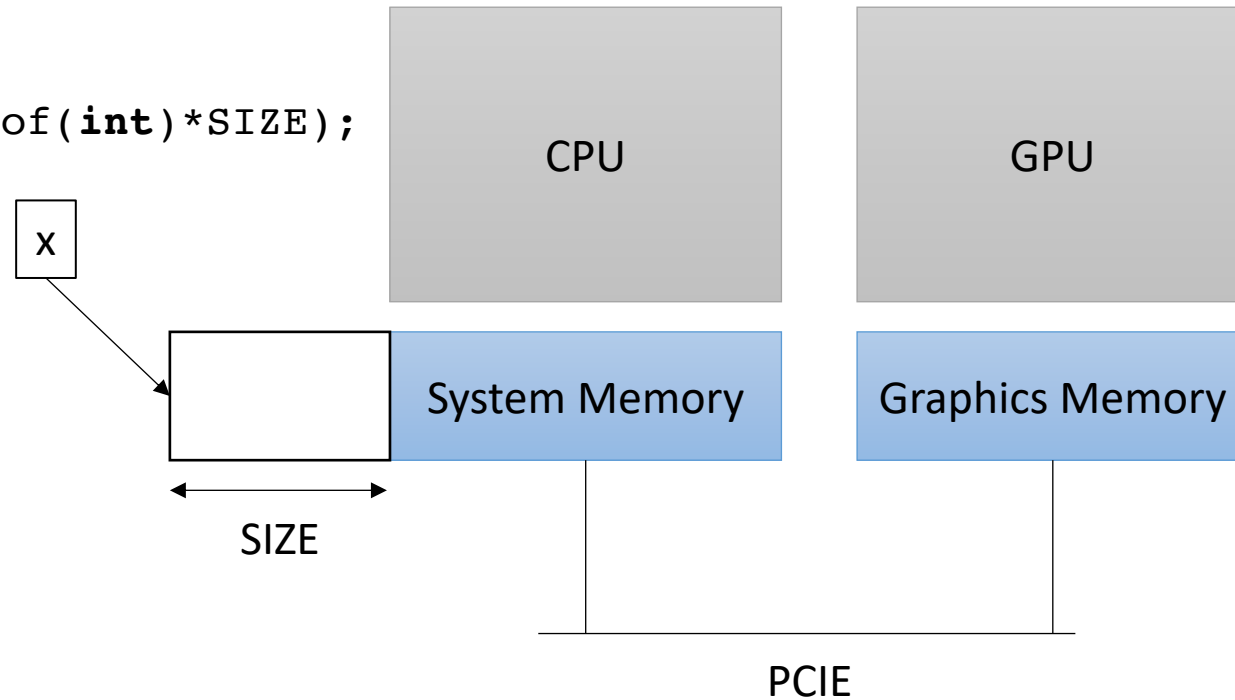 of(int)*SIZE);
CPU
GPU
x
System Memory
Graphics Memory
SIZE
PCIE